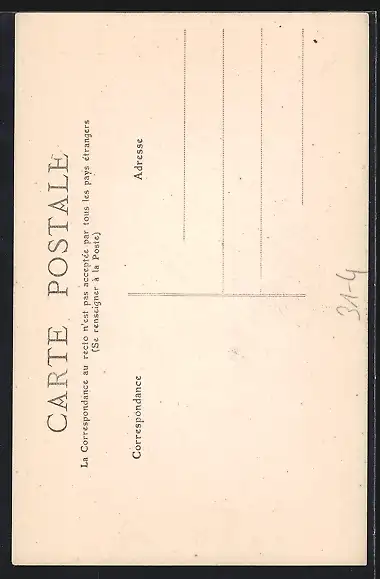 CARTE POSTALE
La Correspondance au recto n'est pas acceptée par tous les pays étrangers
(Se renseigner à la Poste)
Correspondance
Adresse
31-4